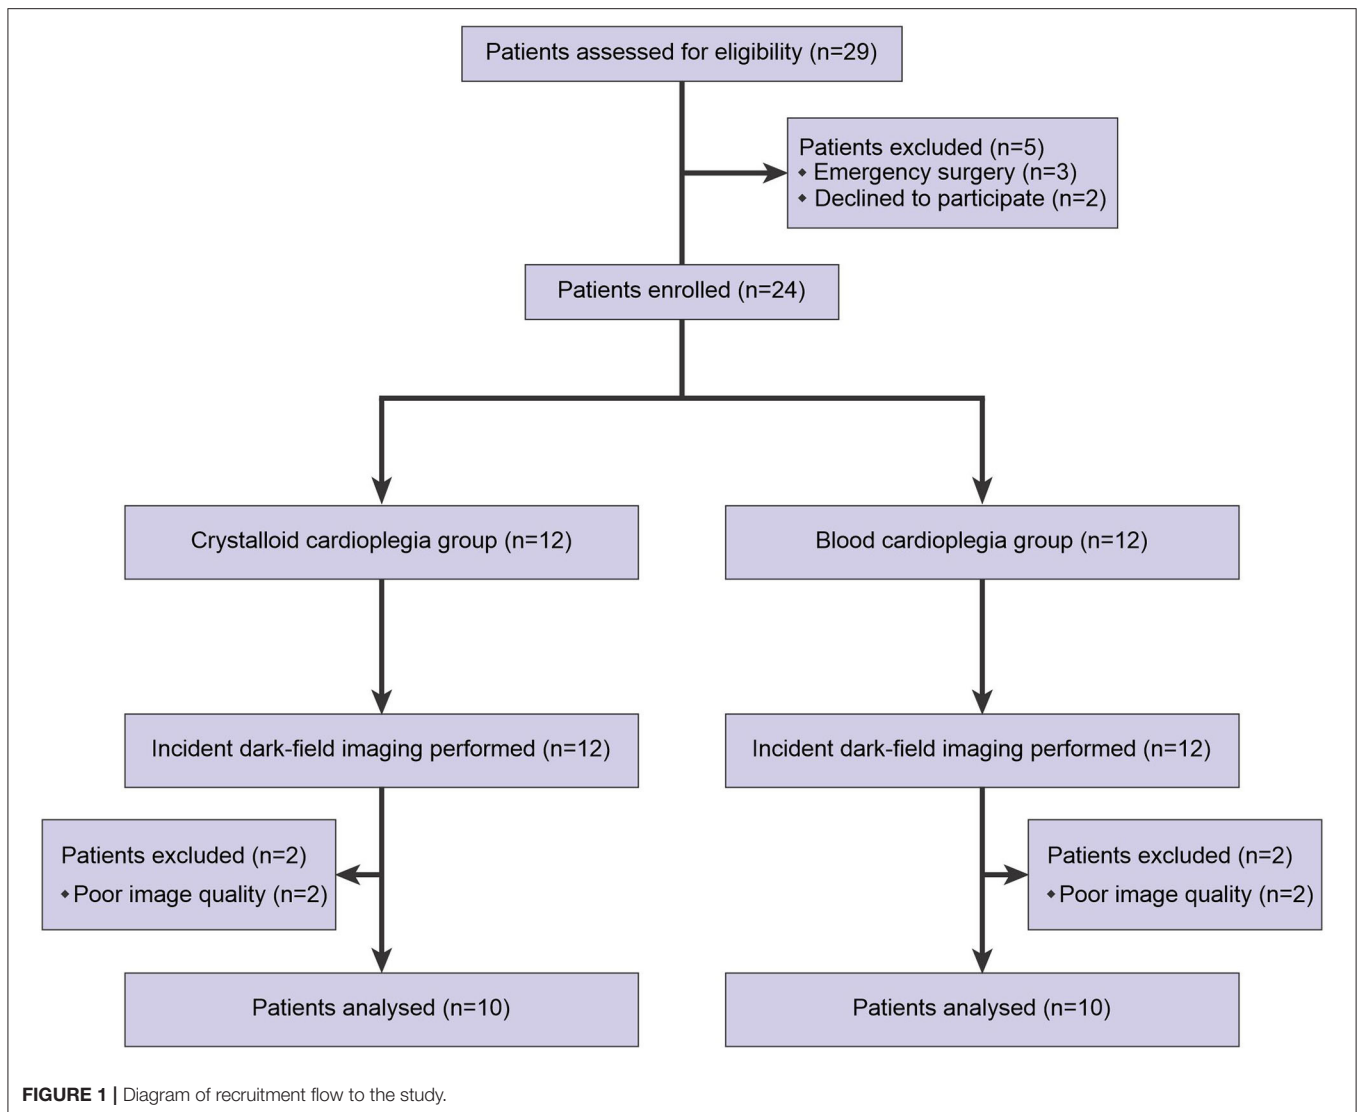 Patients assessed for eligibility (n=29)
Patients excluded (n=5)
◆ Emergency surgery (n=3)
◆ Declined to participate (n=2)
Patients enrolled (n=24)
Crystalloid cardioplegia group (n=12)
Blood cardioplegia group (n=12)
Incident dark-field imaging performed (n=12)
Incident dark-field imaging performed (n=12)
Patients excluded (n=2)
◆ Poor image quality (n=2)
Patients excluded (n=2)
◆ Poor image quality (n=2)
Patients analysed (n=10)
Patients analysed (n=10)
FIGURE 1 | Diagram of recruitment flow to the study.